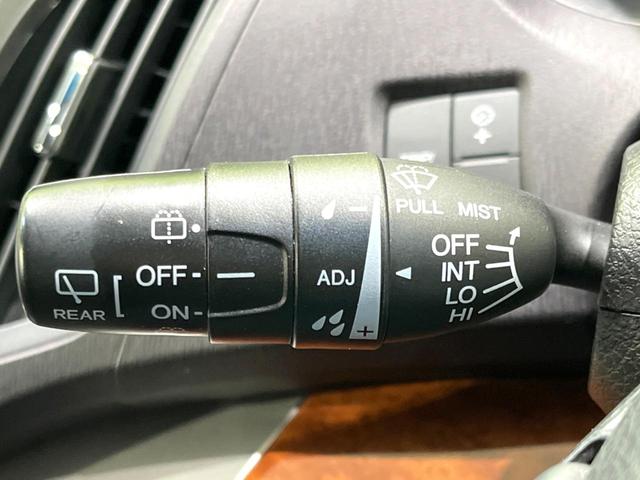 PULL MIST
OFF
INT
LO
HI
ADJ
−
+
OFF
ON
REAR